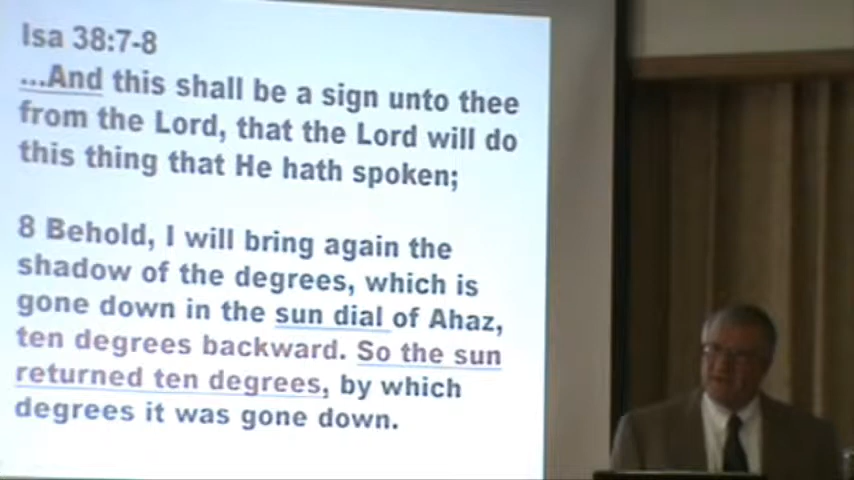 Isa 38:7-8
...And this shall be a sign unto thee
from the Lord, that the Lord will do
this thing that He hath spoken;
8 Behold, I will bring again the
shadow of the degrees, which is
gone down in the sun dial of Ahaz,
ten degrees backward. So the sun
returned ten degrees, by which
degrees it was gone down.